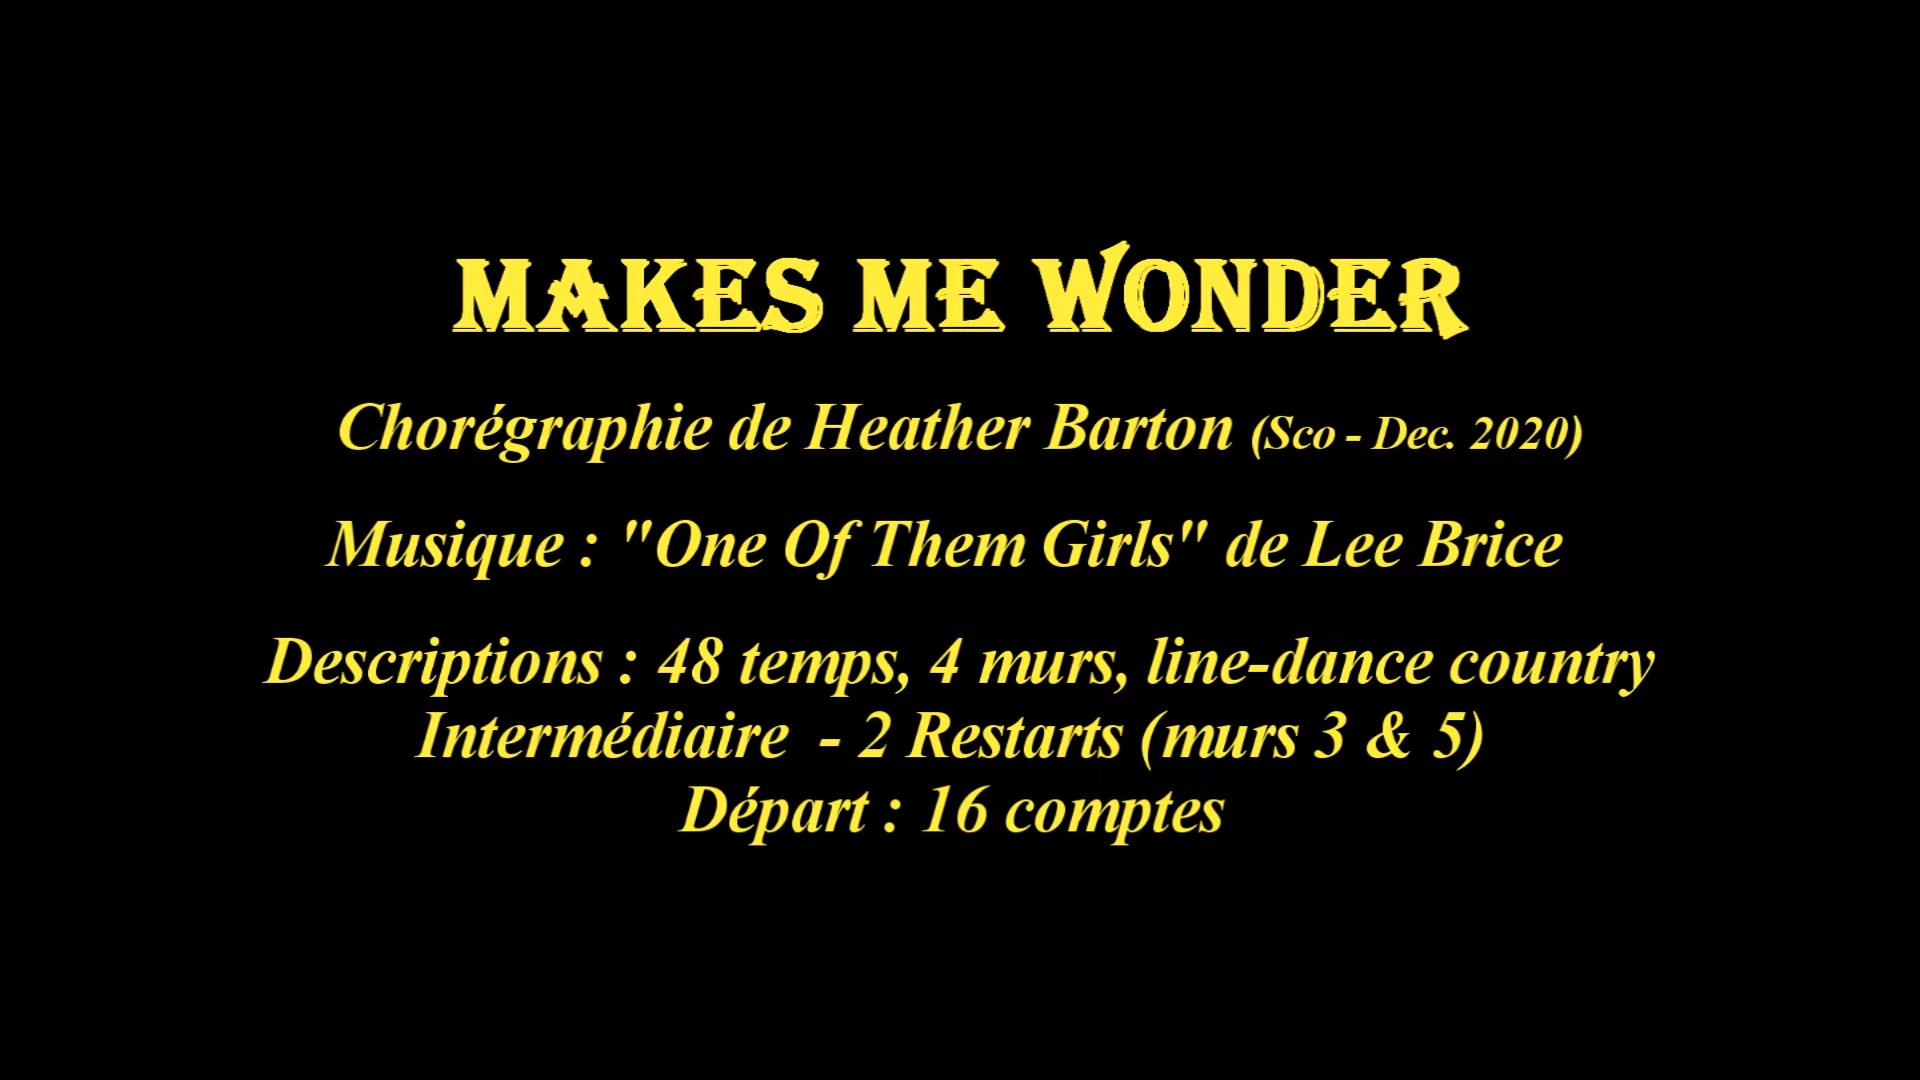 MAKES ME WONDER
Chorégraphie de Heather Barton (Sco - Dec. 2020)
Musique : "One Of Them Girls" de Lee Brice
Descriptions : 48 temps, 4 murs, line-dance country
Intermédiaire - 2 Restarts (murs 3 & 5)
Départ : 16 comptes